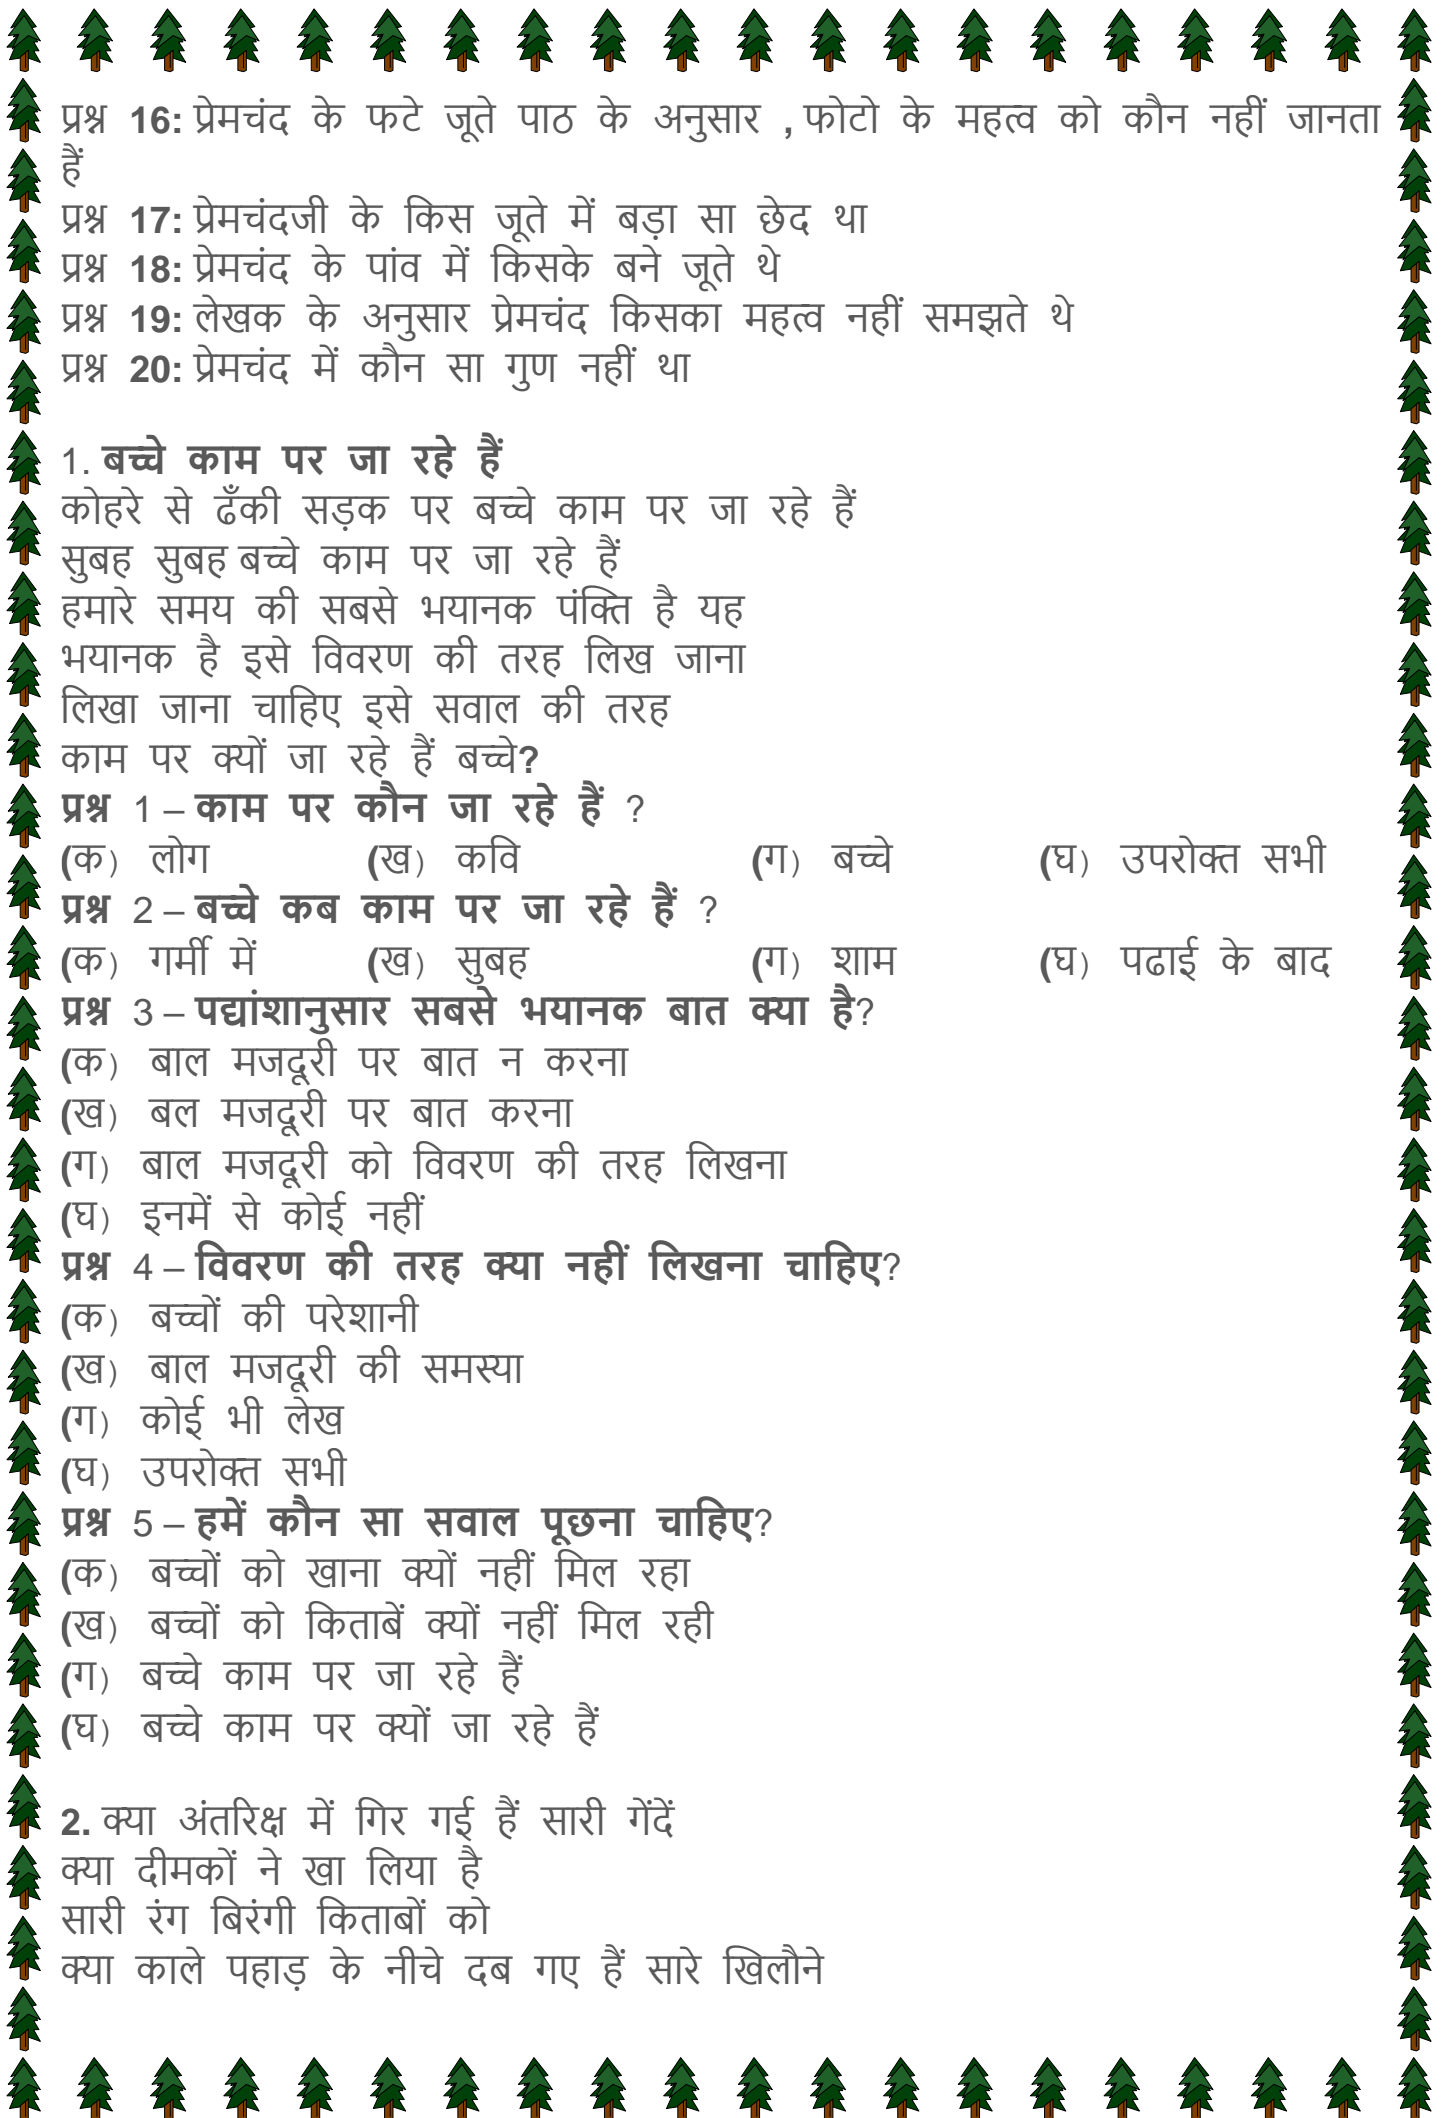 प्रश्न 16: प्रेमचंद के फटे जूते पाठ के अनुसार , फोटो के महत्व को कौन नहीं जानता
हैं
प्रश्न 17: प्रेमचंदजी के किस जूते में बड़ा सा छेद था
प्रश्न 18: प्रेमचंद के पांव में किसके बने जूते थे
प्रश्न 19: लेखक के अनुसार प्रेमचंद किसका महत्व नहीं समझते थे
प्रश्न 20: प्रेमचंद में कौन सा गुण नहीं था
1. बच्चे काम पर जा रहे हैं
कोहरे से ढँकी सड़क पर बच्चे काम पर जा रहे हैं
सुबह सुबह बच्चे काम पर जा रहे हैं
हमारे समय की सबसे भयानक पंक्ति है यह
भयानक है इसे विवरण की तरह लिख जाना
लिखा जाना चाहिए इसे सवाल की तरह
काम पर क्यों जा रहे हैं बच्चे?
प्रश्न 1 – काम पर कौन जा रहे हैं ?
(क) लोग (ख) कवि (ग) बच्चे (घ) उपरोक्त सभी
प्रश्न 2 – बच्चे कब काम पर जा रहे हैं ?
(क) गर्मी में (ख) सुबह (ग) शाम (घ) पढाई के बाद
प्रश्न 3 – पद्यांशानुसार सबसे भयानक बात क्या है?
(क) बाल मजदूरी पर बात न करना
(ख) बल मजदूरी पर बात करना
(ग) बाल मजदूरी को विवरण की तरह लिखना
(घ) इनमें से कोई नहीं
प्रश्न 4 – विवरण की तरह क्या नहीं लिखना चाहिए?
(क) बच्चों की परेशानी
(ख) बाल मजदूरी की समस्या
(ग) कोई भी लेख
(घ) उपरोक्त सभी
प्रश्न 5 – हमें कौन सा सवाल पूछना चाहिए?
(क) बच्चों को खाना क्यों नहीं मिल रहा
(ख) बच्चों को किताबें क्यों नहीं मिल रही
(ग) बच्चे काम पर जा रहे हैं
(घ) बच्चे काम पर क्यों जा रहे हैं
2. क्या अंतरिक्ष में गिर गई हैं सारी गेंदें
क्या दीमकों ने खा लिया है
सारी रंग बिरंगी किताबों को
क्या काले पहाड़ के नीचे दब गए हैं सारे खिलौने